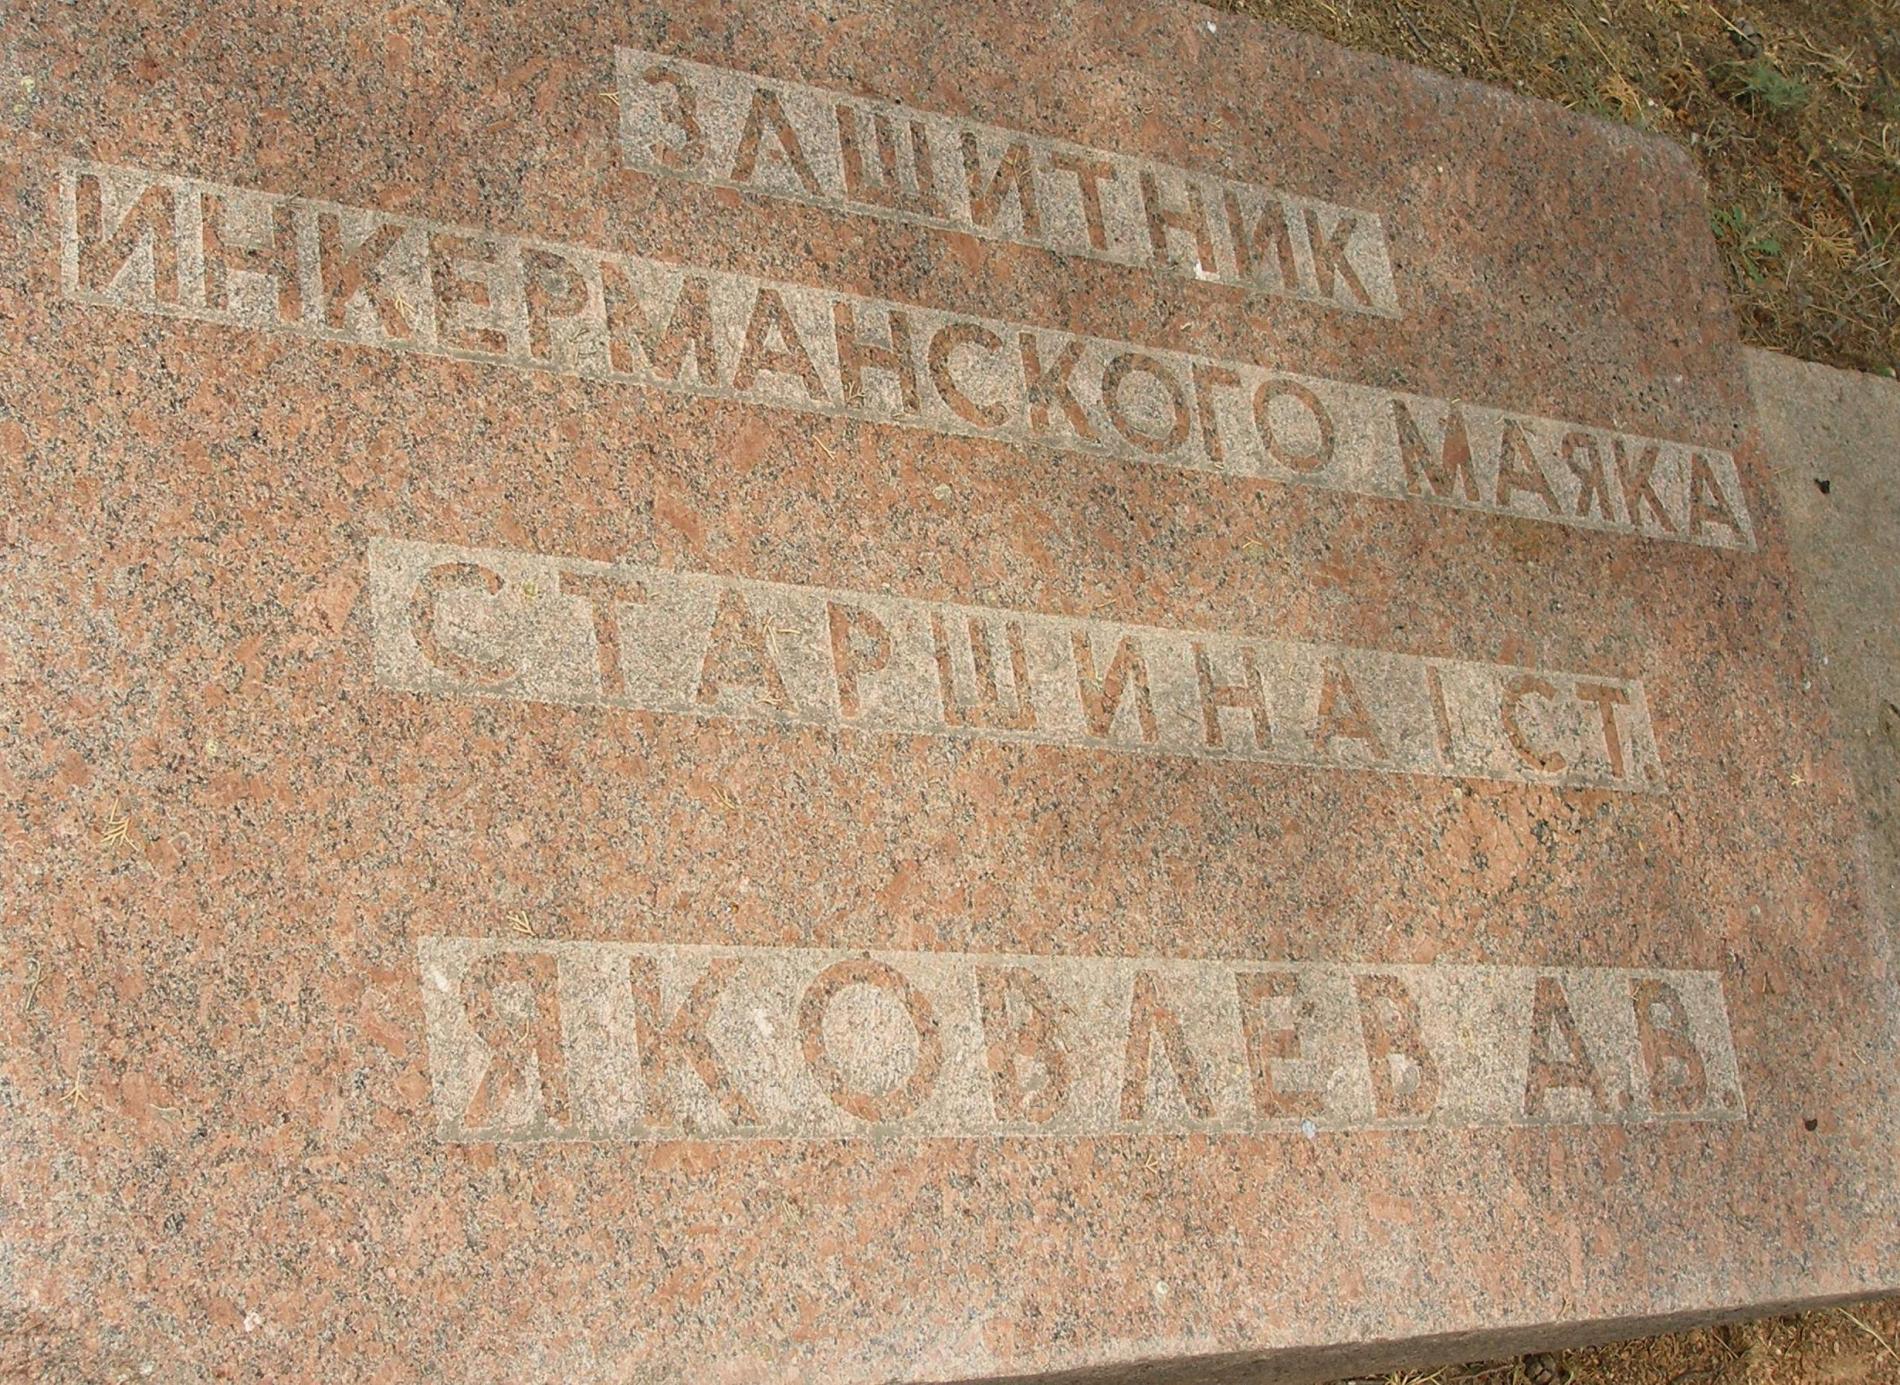 ЗАЩИТНИК
ИНКЕРМАНСКОГО МАЯКА
СТАРШИНА I СТ.
ЯКОВЛЕВ А.В.